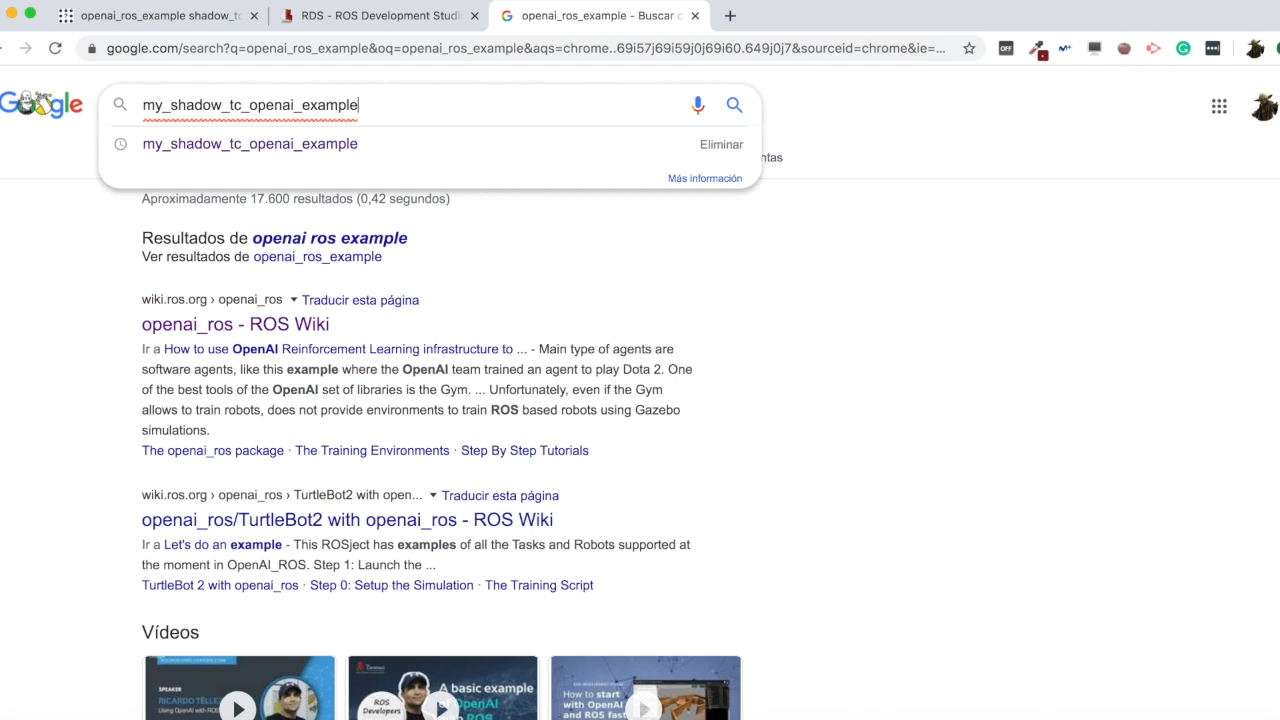 openai_ros_example shadow_tc
RDS - ROS Development Studi
openai_ros_example - Buscar c
google.com/search?q=openai_ros_example&oq=openai_ros_example&aqs=chrome..69i57j69i59j0j69i60.649j0j7&sourceid=chrome&ie=...
OFF
Google
my_shadow_tc_openai_example
my_shadow_tc_openai_example
Eliminar
Más información
ntas
Aproximadamente 17.600 resultados (0,42 segundos)
Resultados de openai ros example
Ver resultados de openai_ros_example
wiki.ros.org › openai_ros
Traducir esta página
openai_ros - ROS Wiki
Ir a How to use OpenAI Reinforcement Learning infrastructure to ... - Main type of agents are
software agents, like this example where the OpenAI team trained an agent to play Dota 2. One
of the best tools of the OpenAI set of libraries is the Gym. ... Unfortunately, even if the Gym
allows to train robots, does not provide environments to train ROS based robots using Gazebo
simulations.
The openai_ros package · The Training Environments · Step By Step Tutorials
wiki.ros.org › openai_ros › TurtleBot2 with open...
Traducir esta página
openai_ros/TurtleBot2 with openai_ros - ROS Wiki
Ir a Let's do an example - This ROSject has examples of all the Tasks and Robots supported at
the moment in OpenAI_ROS. Step 1: Launch the ...
TurtleBot 2 with openai_ros · Step 0: Setup the Simulation · The Training Script
Vídeos
SPEAKER
RICARDO TÉLLEZ
Using OpenAI with ROS
ROS
Developers
A basic example
of OpenAI
with ROS
How to start
with OpenAI
and ROS fast